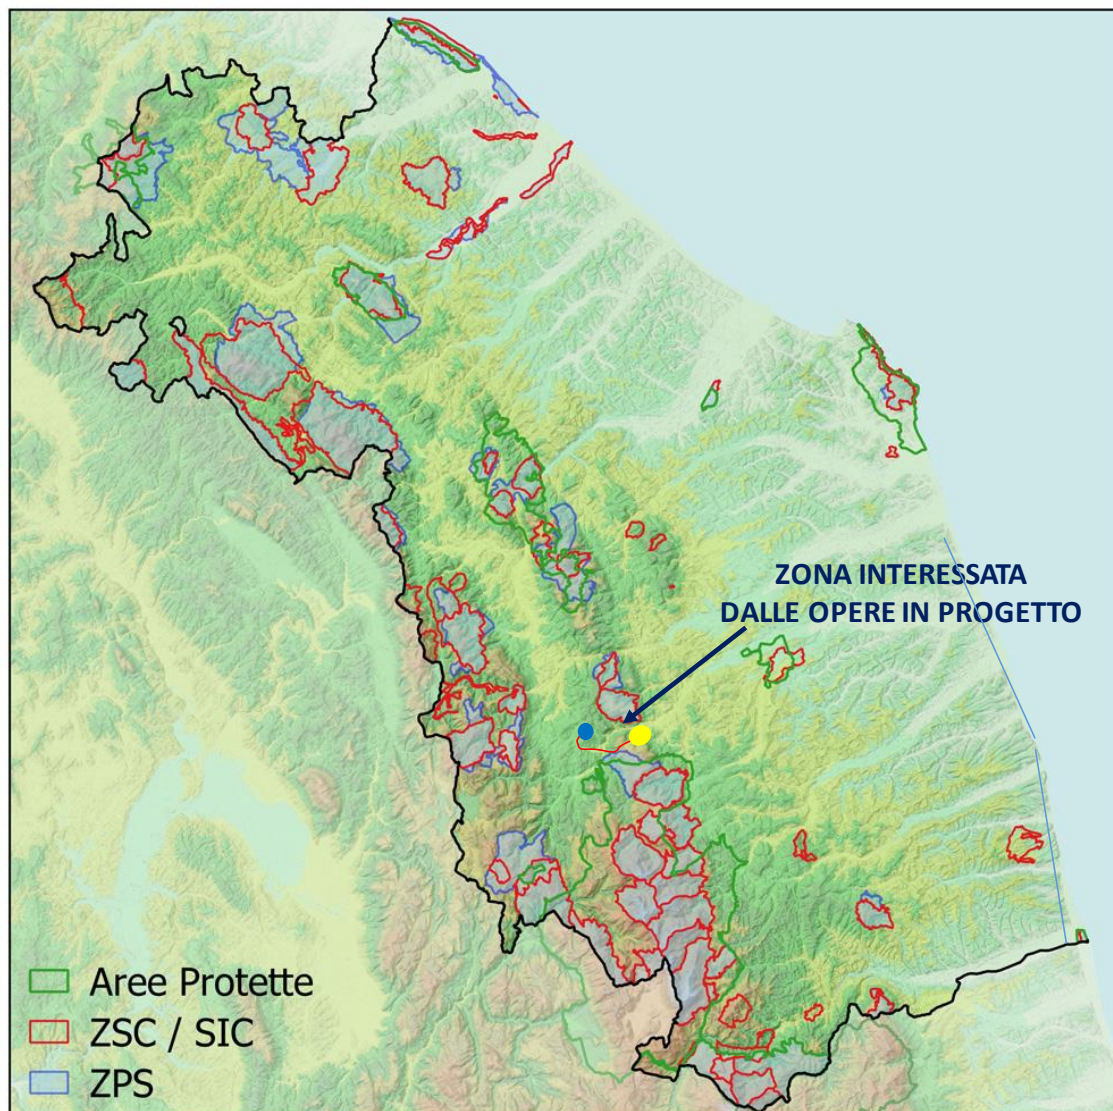 ZONA INTERESSATA
DALLE OPERE IN PROGETTO
Aree Protette
ZSC / SIC
ZPS